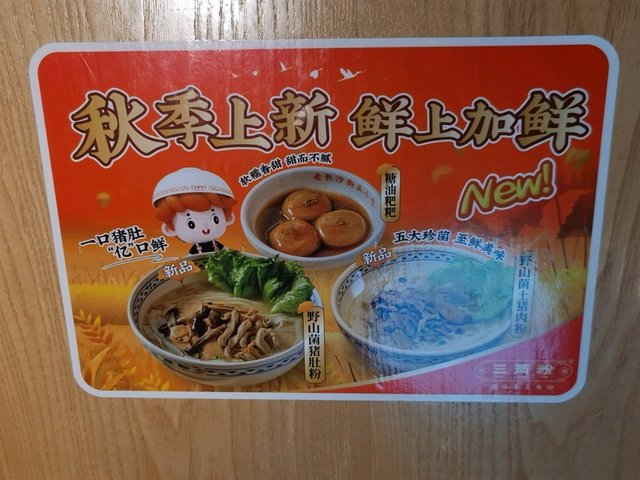 秋季上新 鲜上加鲜
New!
软糯香甜 甜而不腻
糖油粑粑
一口猪肚
“亿”口鲜
新品
野山菌猪肚粉
新品
五大珍菌 至鲜美味
野山菌土猪肉粉
三两粉